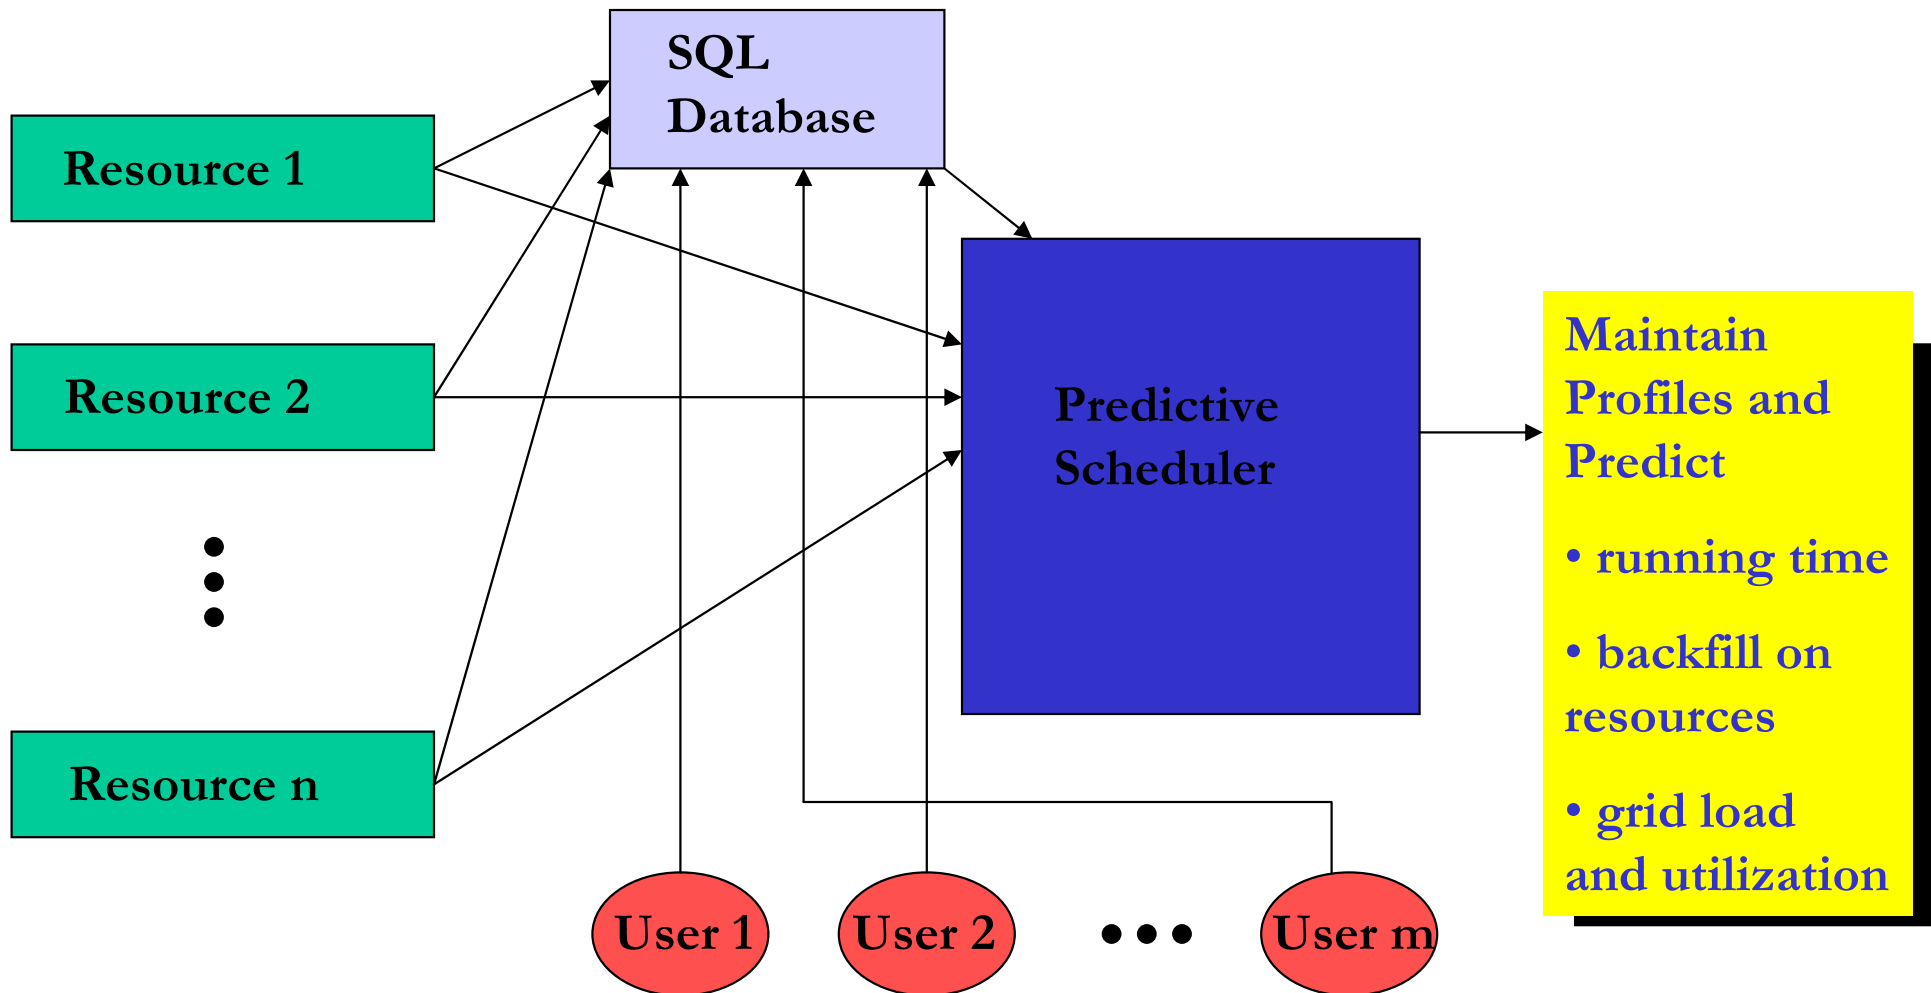 SQL
Database
Resource 1
Resource 2
Resource n
Predictive
Scheduler
Maintain
Profiles and
Predict
• running time
• backfill on
resources
• grid load
and utilization
User 1
User 2
User m